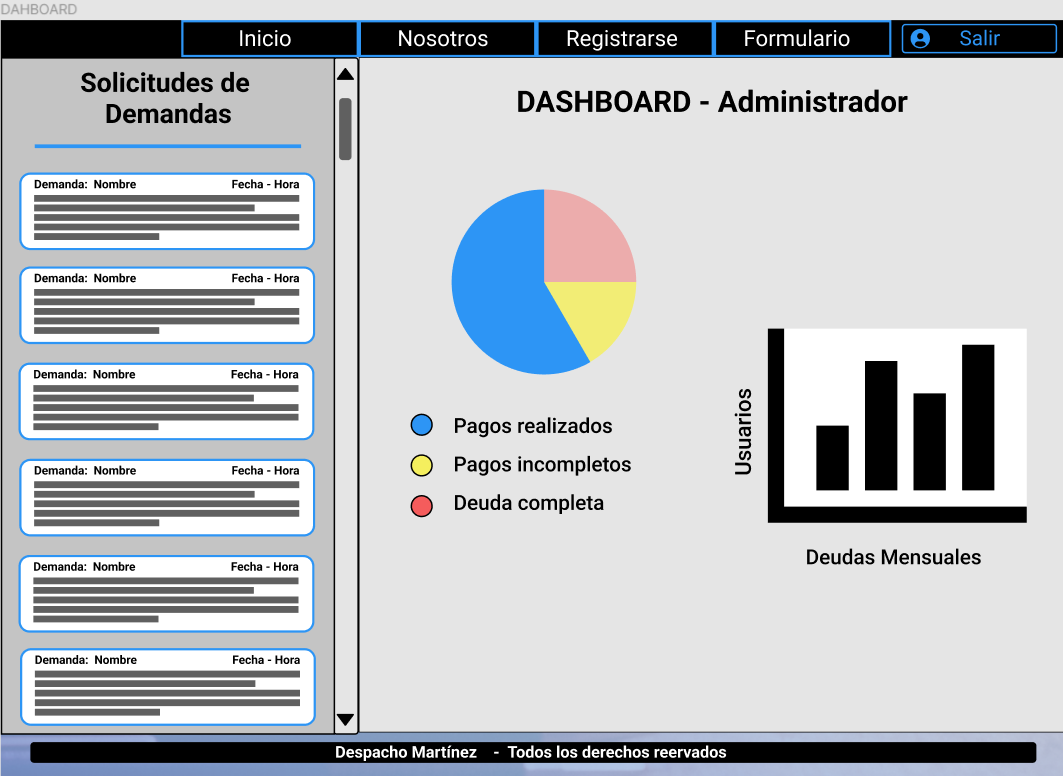 DAHBOARD
Inicio
Nosotros
Registrarse
Formulario
Salir
Solicitudes de
Demandas
Demanda: Nombre Fecha - Hora
Demanda: Nombre Fecha - Hora
Demanda: Nombre Fecha - Hora
Demanda: Nombre Fecha - Hora
Demanda: Nombre Fecha - Hora
Demanda: Nombre Fecha - Hora
DASHBOARD - Administrador
Pagos realizados
Pagos incompletos
Deuda completa
Usuarios
Deudas Mensuales
Despacho Martínez - Todos los derechos reervados